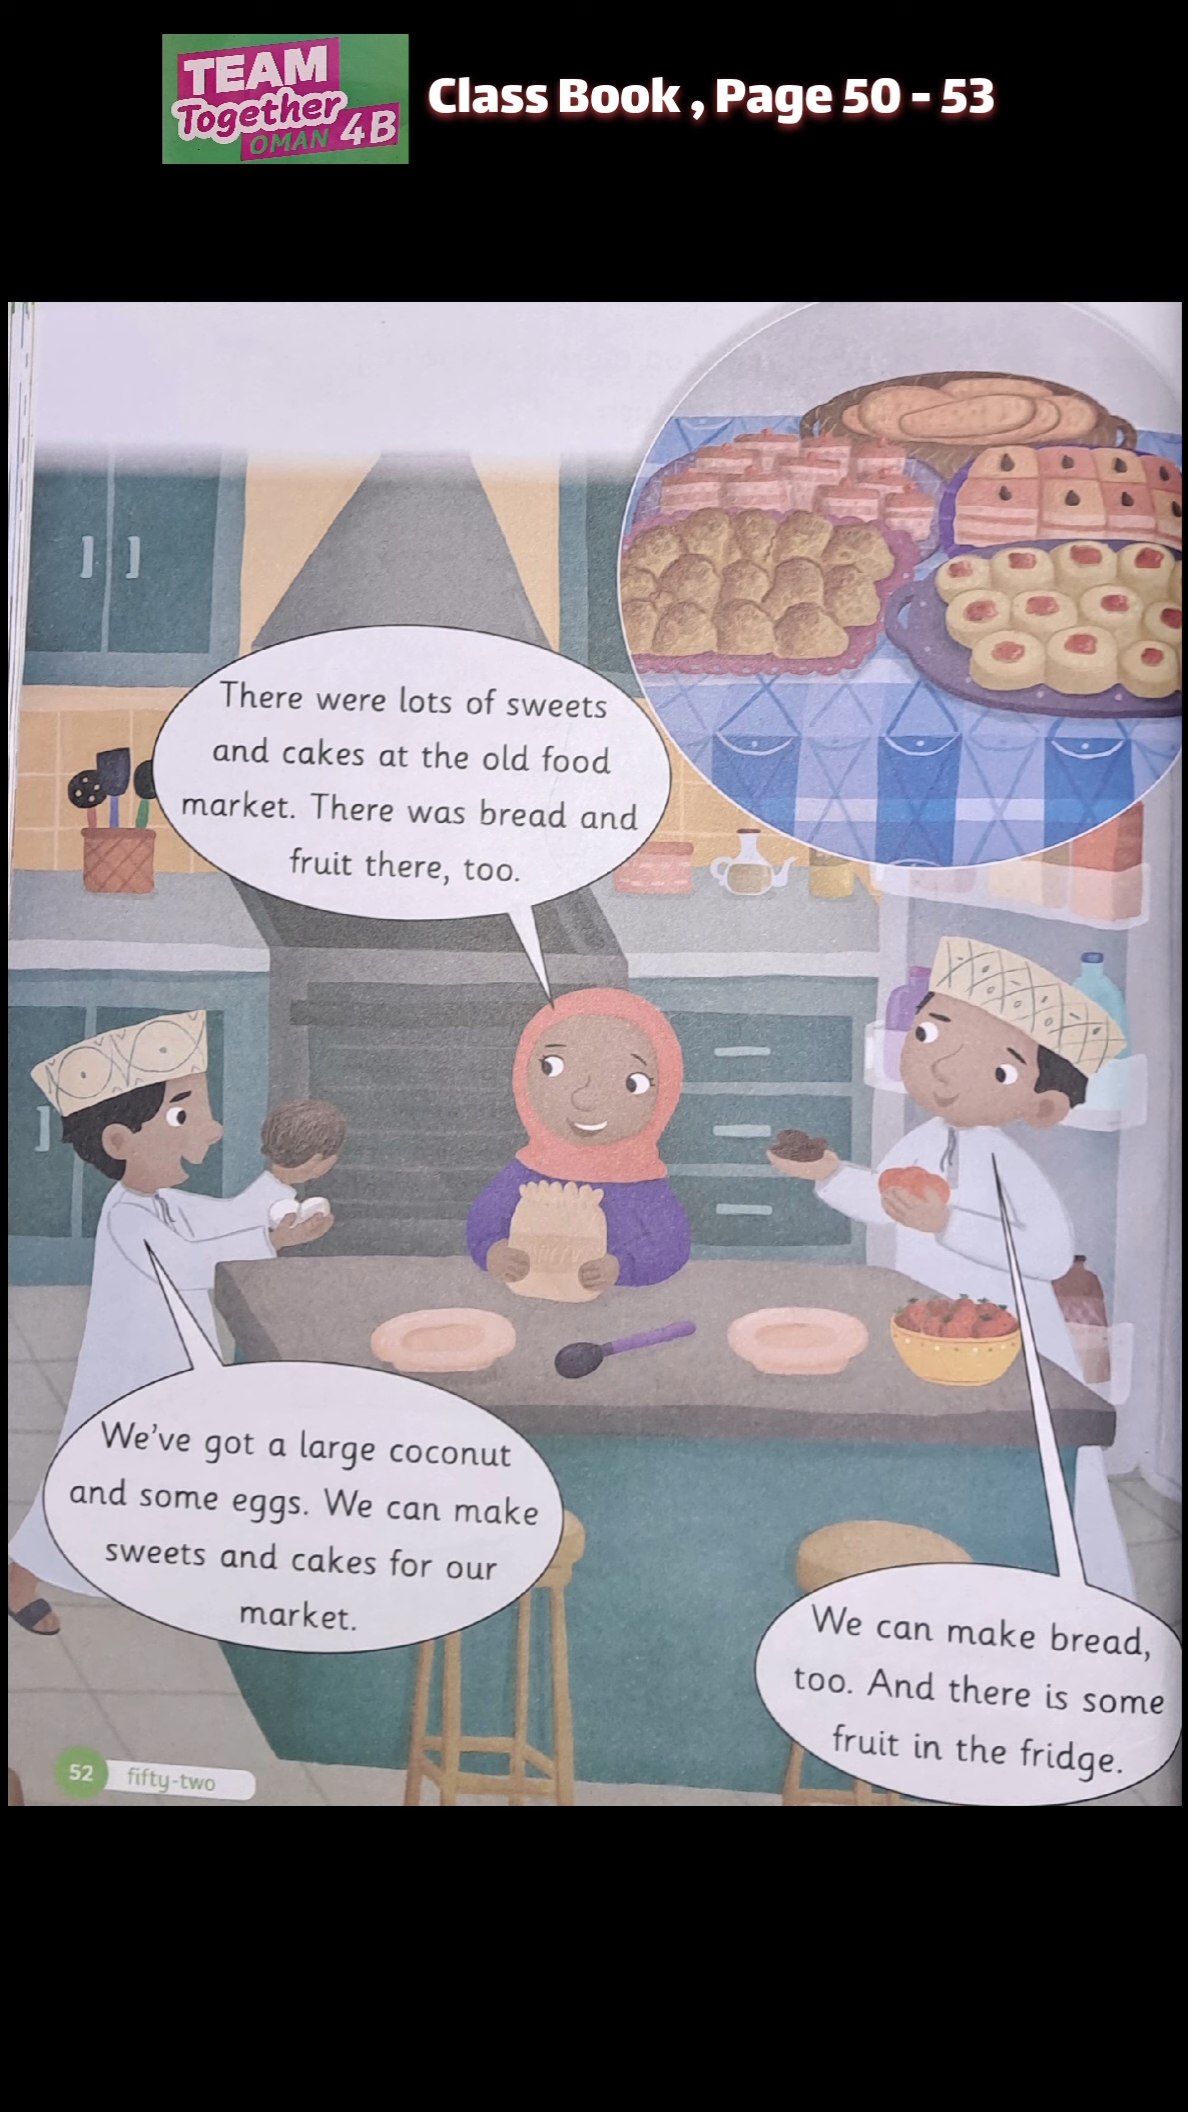 TEAM
Together
OMAN 4B
Class Book , Page 50 - 53
There were lots of sweets
and cakes at the old food
market. There was bread and
fruit there, too.
We've got a large coconut
and some eggs. We can make
sweets and cakes for our
market.
We can make bread,
too. And there is some
fruit in the fridge.
52 fifty-two